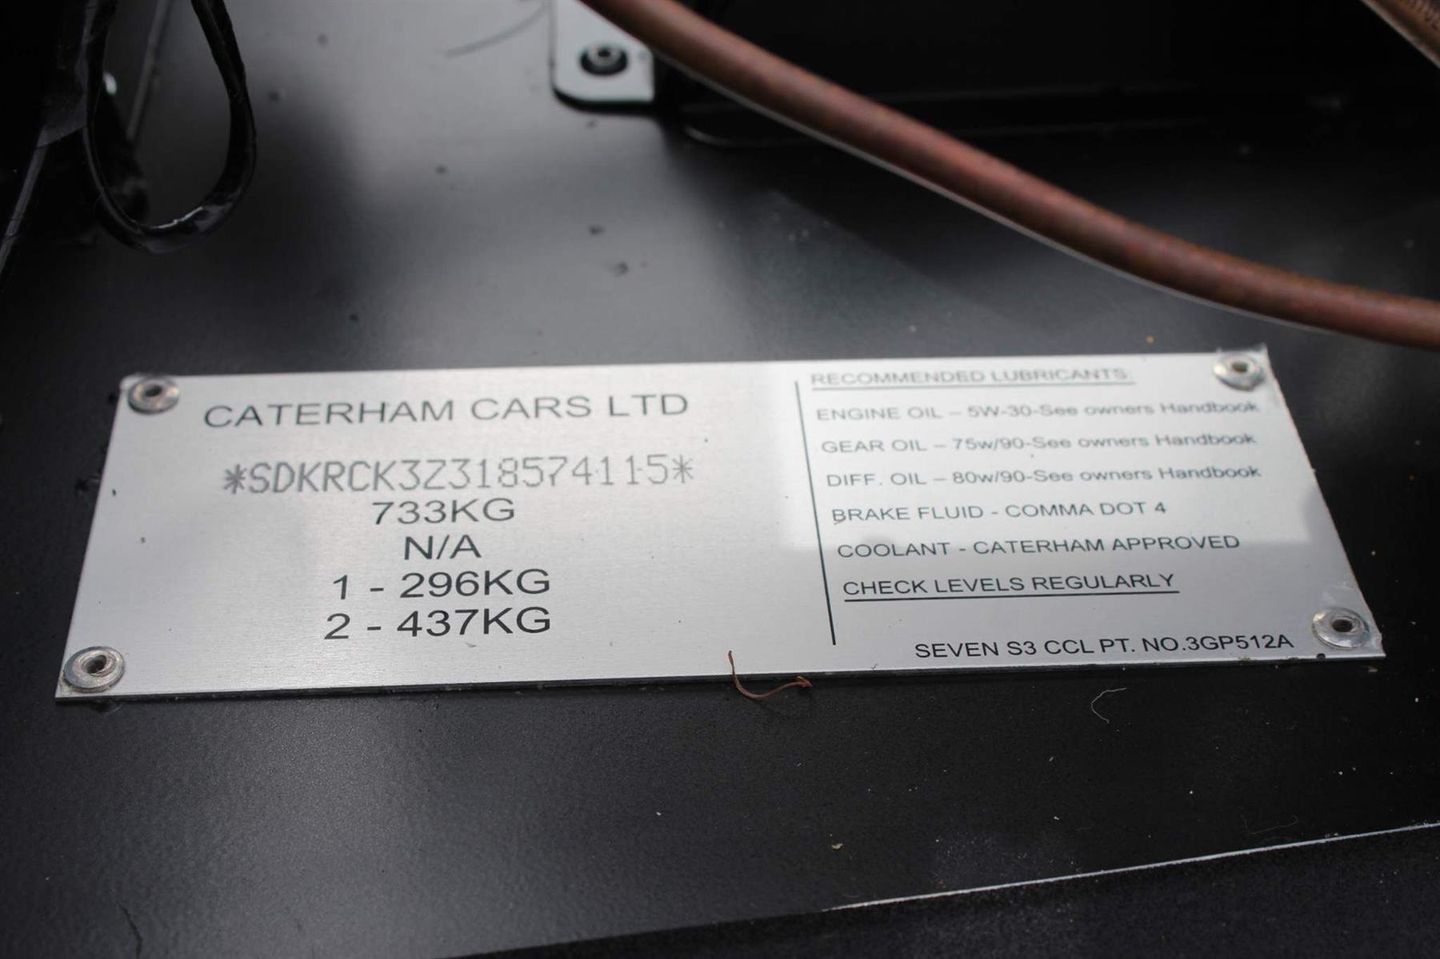 CATERHAM CARS LTD
*SDKRCK3Z318574115*
733KG
N/A
1 - 296KG
2 - 437KG
RECOMMENDED LUBRICANTS:
ENGINE OIL – 5W-30-See owners Handbook
GEAR OIL – 75w/90-See owners Handbook
DIFF. OIL – 80w/90-See owners Handbook
BRAKE FLUID - COMMA DOT 4
COOLANT - CATERHAM APPROVED
CHECK LEVELS REGULARLY
SEVEN S3 CCL PT. NO.3GP512A